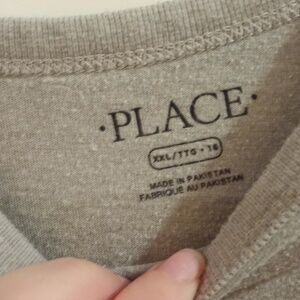 ·PLACE·
XXL/TTG · 16
MADE IN PAKISTAN
FABRIQUÉ AU PAKISTAN